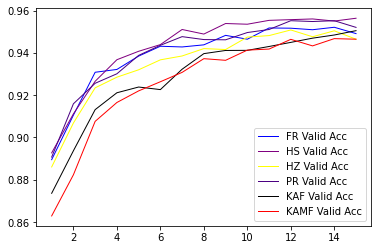 0.96
0.94
0.92
0.90
0.88
0.86
2 4 6 8 10 12 14
FR Valid Acc
HS Valid Acc
HZ Valid Acc
PR Valid Acc
KAF Valid Acc
KAMF Valid Acc